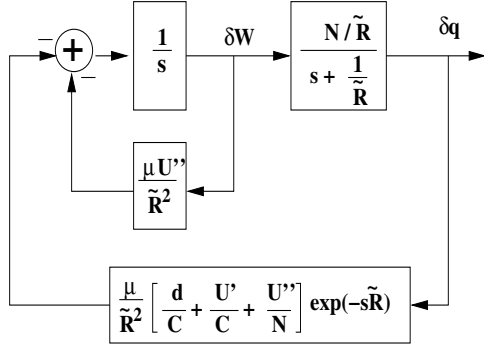 − + −
1/s
δW
N/R̃ / (s + 1/R̃)
δq
μU''/R̃²
μ/R̃² [ d/C + U'/C + U''/N ] exp(−sR̃)